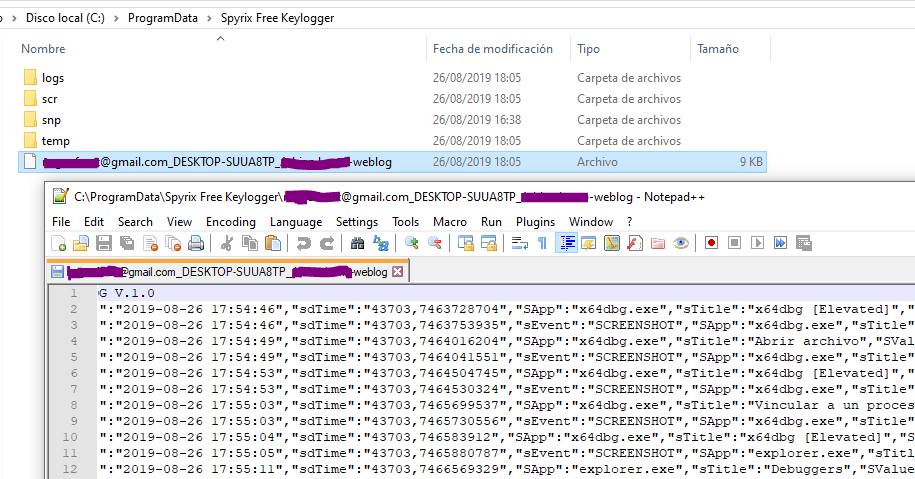 Disco local (C:) > ProgramData > Spyrix Free Keylogger
Nombre Fecha de modificación Tipo Tamaño
logs 26/08/2019 18:05 Carpeta de archivos
scr 26/08/2019 18:05 Carpeta de archivos
snp 26/08/2019 16:38 Carpeta de archivos
temp 26/08/2019 18:05 Carpeta de archivos
@gmail.com_DESKTOP-SUUA8TP_ -weblog 26/08/2019 18:05 Archivo 9 KB
C:\ProgramData\Spyrix Free Keylogger\ @gmail.com_DESKTOP-SUUA8TP_ -weblog - Notepad++
File Edit Search View Encoding Language Settings Tools Macro Run Plugins Window ?
@gmail.com_DESKTOP-SUUA8TP_ -weblog
1 G V.1.0
2 ":"2019-08-26 17:54:46","sdTime":"43703,7463728704","SApp":"x64dbg.exe","sTitle":"x64dbg [Elevated]","
3 ":"2019-08-26 17:54:46","sdTime":"43703,7463753935","sEvent":"SCREENSHOT","SApp":"x64dbg.exe","sTitle"
4 ":"2019-08-26 17:54:49","sdTime":"43703,7464016204","SApp":"x64dbg.exe","sTitle":"Abrir archivo","SVal
5 ":"2019-08-26 17:54:49","sdTime":"43703,7464041551","sEvent":"SCREENSHOT","SApp":"x64dbg.exe","sTitle"
6 ":"2019-08-26 17:54:53","sdTime":"43703,7464504745","SApp":"x64dbg.exe","sTitle":"x64dbg [Elevated]","
7 ":"2019-08-26 17:54:53","sdTime":"43703,7464530324","sEvent":"SCREENSHOT","SApp":"x64dbg.exe","sTitle"
8 ":"2019-08-26 17:55:03","sdTime":"43703,7465699537","SApp":"x64dbg.exe","sTitle":"Vincular a un proces
9 ":"2019-08-26 17:55:03","sdTime":"43703,7465730556","sEvent":"SCREENSHOT","SApp":"x64dbg.exe","sTitle"
10 ":"2019-08-26 17:55:04","sdTime":"43703,746583912","SApp":"x64dbg.exe","sTitle":"x64dbg [Elevated]","S
11 ":"2019-08-26 17:55:05","sdTime":"43703,7465880787","sEvent":"SCREENSHOT","SApp":"explorer.exe","sTitl
12 ":"2019-08-26 17:55:11","sdTime":"43703,7466569329","SApp":"explorer.exe","sTitle":"Debuggers","SValue